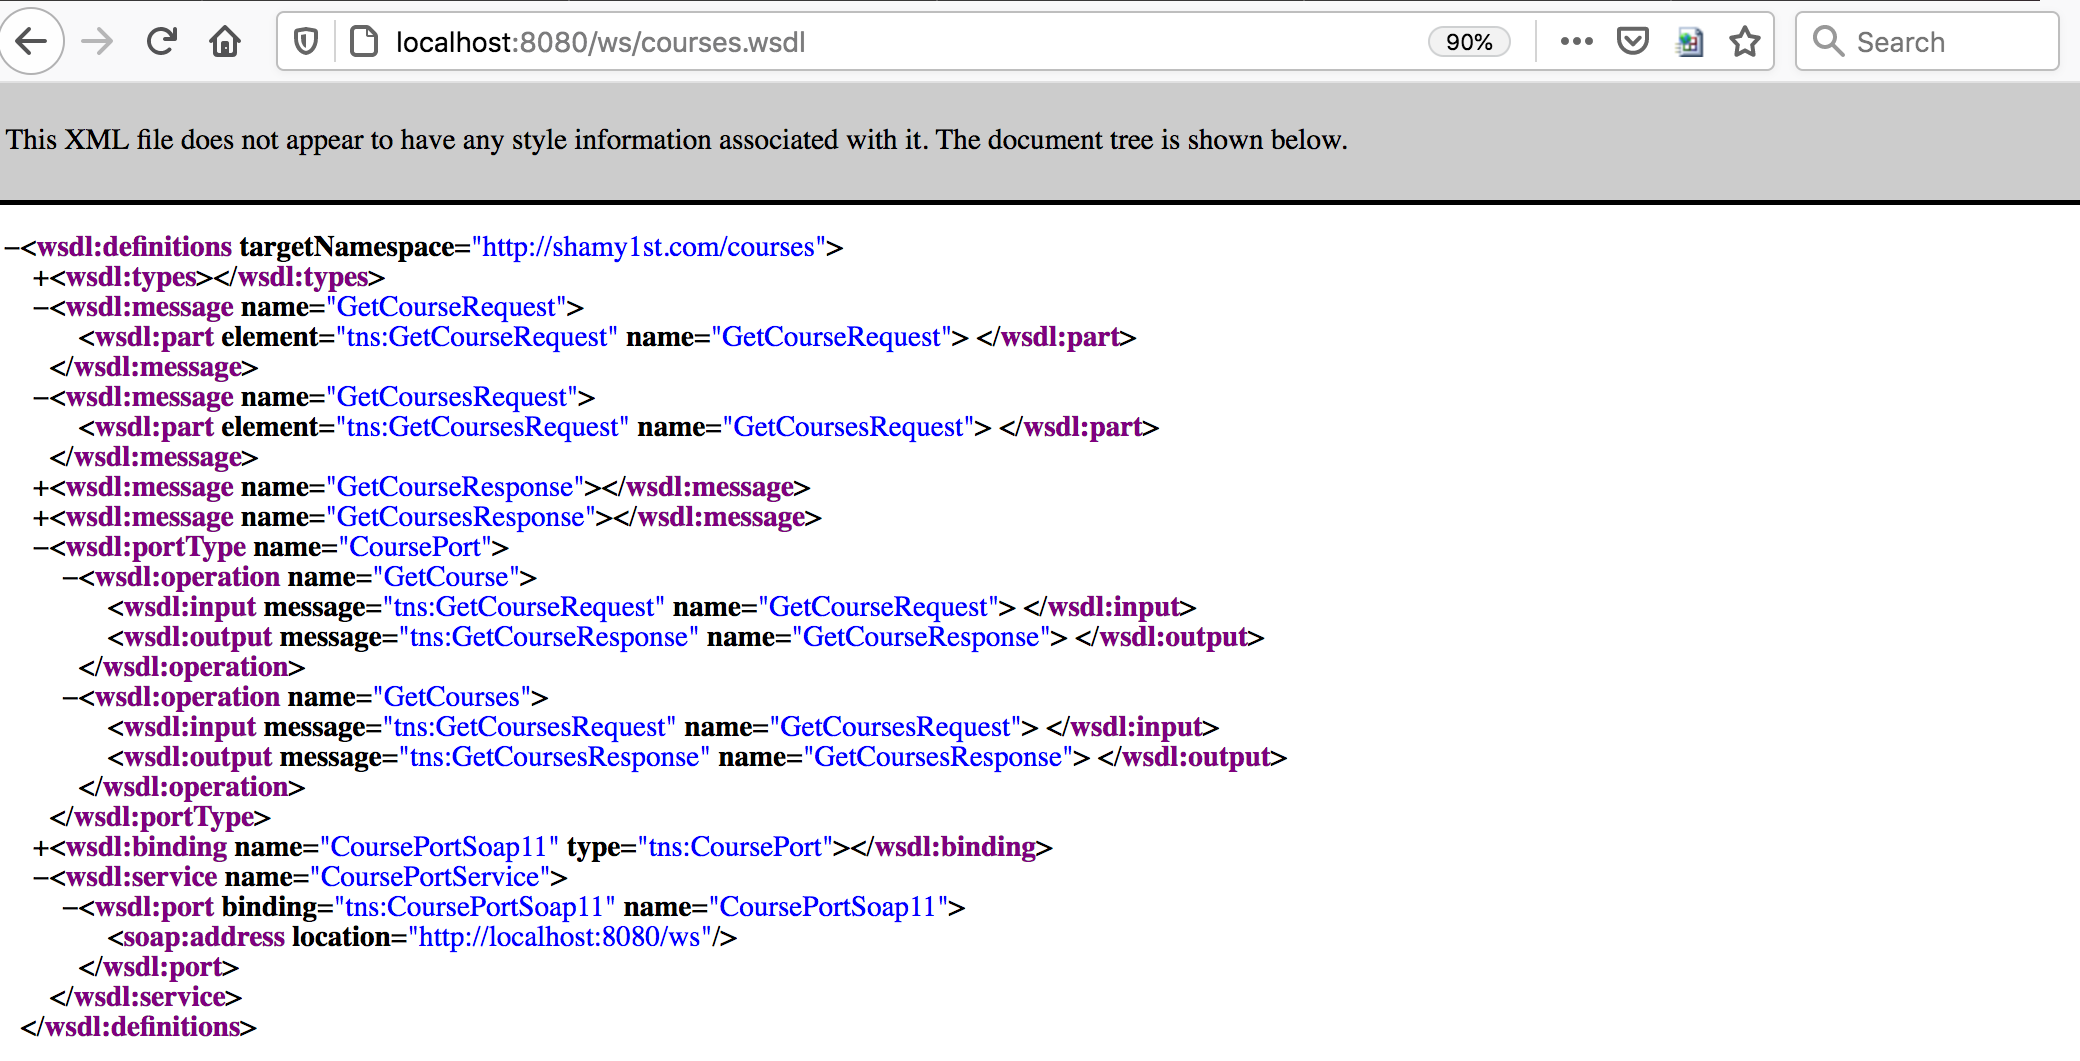 localhost:8080/ws/courses.wsdl 90% Search
This XML file does not appear to have any style information associated with it. The document tree is shown below.
−<wsdl:definitions targetNamespace="http://shamy1st.com/courses">
+<wsdl:types></wsdl:types>
−<wsdl:message name="GetCourseRequest">
<wsdl:part element="tns:GetCourseRequest" name="GetCourseRequest"> </wsdl:part>
</wsdl:message>
−<wsdl:message name="GetCoursesRequest">
<wsdl:part element="tns:GetCoursesRequest" name="GetCoursesRequest"> </wsdl:part>
</wsdl:message>
+<wsdl:message name="GetCourseResponse"></wsdl:message>
+<wsdl:message name="GetCoursesResponse"></wsdl:message>
−<wsdl:portType name="CoursePort">
−<wsdl:operation name="GetCourse">
<wsdl:input message="tns:GetCourseRequest" name="GetCourseRequest"> </wsdl:input>
<wsdl:output message="tns:GetCourseResponse" name="GetCourseResponse"> </wsdl:output>
</wsdl:operation>
−<wsdl:operation name="GetCourses">
<wsdl:input message="tns:GetCoursesRequest" name="GetCoursesRequest"> </wsdl:input>
<wsdl:output message="tns:GetCoursesResponse" name="GetCoursesResponse"> </wsdl:output>
</wsdl:operation>
</wsdl:portType>
+<wsdl:binding name="CoursePortSoap11" type="tns:CoursePort"></wsdl:binding>
−<wsdl:service name="CoursePortService">
−<wsdl:port binding="tns:CoursePortSoap11" name="CoursePortSoap11">
<soap:address location="http://localhost:8080/ws"/>
</wsdl:port>
</wsdl:service>
</wsdl:definitions>